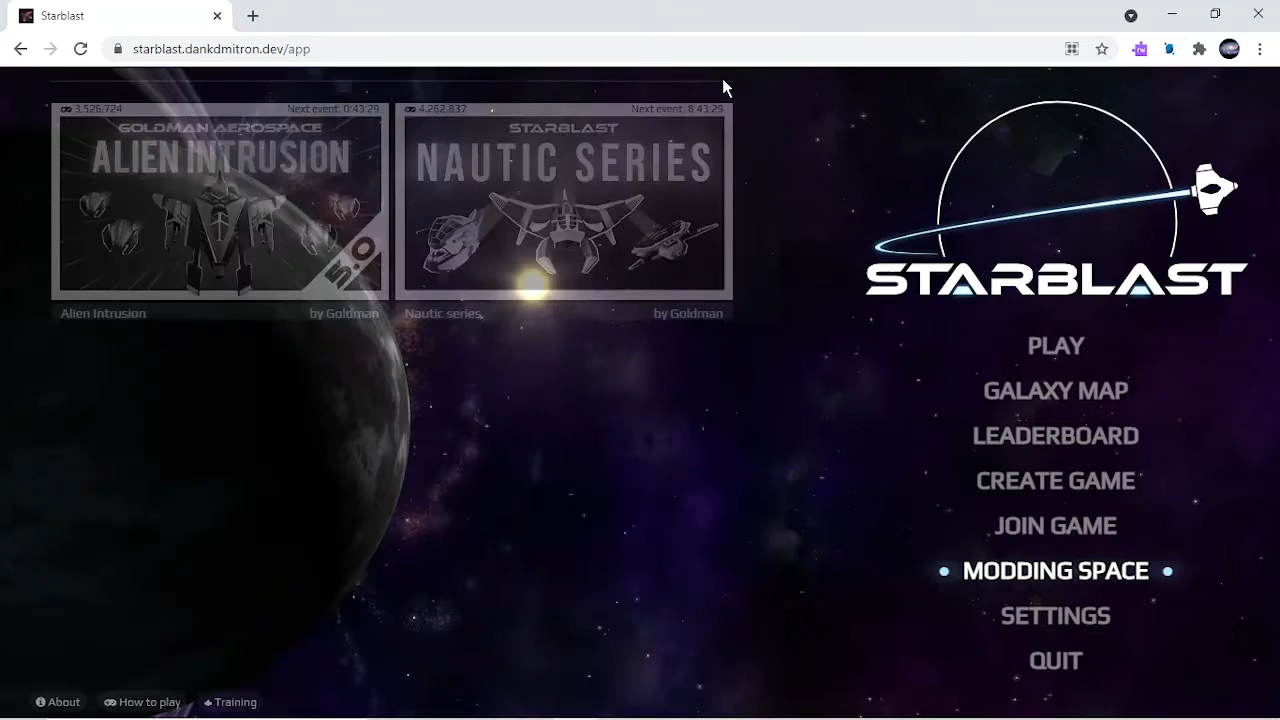 Starblast
starblast.dankdmitron.dev/app
3,526,724 Next event: 0:43:29
GOLDMAN AEROSPACE
ALIEN INTRUSION
5.0
Alien Intrusion by Goldman
4,262,837 Next event: 8:43:29
STARBLAST
NAUTIC SERIES
Nautic series by Goldman
STARBLAST
PLAY
GALAXY MAP
LEADERBOARD
CREATE GAME
JOIN GAME
MODDING SPACE
SETTINGS
QUIT
About How to play Training